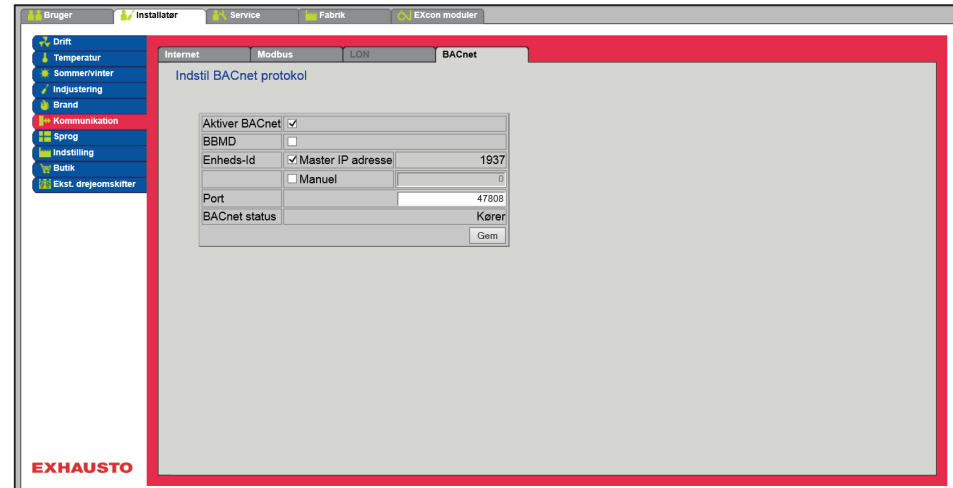 Bruger Installatør Service Fabrik EXcon moduler
Drift
Temperatur
Sommer/vinter
Indjustering
Brand
Kommunikation
Sprog
Indstilling
Butik
Ekst. drejeomskifter
Internet Modbus LON BACnet
Indstil BACnet protokol
Aktiver BACnet
BBMD
Enheds-Id Master IP adresse 1937
Manuel 0
Port 47808
BACnet status Kører
Gem
EXHAUSTO